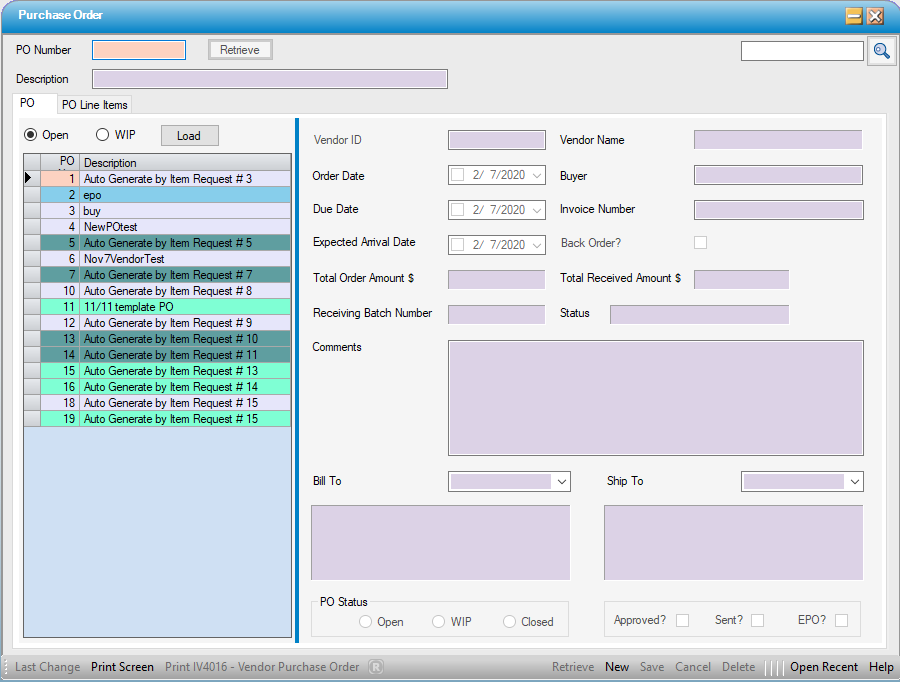 Purchase Order
PO Number
Retrieve
Description
PO
PO Line Items
Open
WIP
Load
PO
Description
1 Auto Generate by Item Request # 3
2 epo
3 buy
4 NewPOtest
5 Auto Generate by Item Request # 5
6 Nov7VendorTest
7 Auto Generate by Item Request # 7
10 Auto Generate by Item Request # 8
11 11/11 template PO
12 Auto Generate by Item Request # 9
13 Auto Generate by Item Request # 10
14 Auto Generate by Item Request # 11
15 Auto Generate by Item Request # 13
16 Auto Generate by Item Request # 14
18 Auto Generate by Item Request # 15
19 Auto Generate by Item Request # 15
Vendor ID
Vendor Name
Order Date 2/ 7/2020 Buyer
Due Date 2/ 7/2020 Invoice Number
Expected Arrival Date 2/ 7/2020 Back Order?
Total Order Amount $ Total Received Amount $
Receiving Batch Number Status
Comments
Bill To Ship To
PO Status
Open WIP Closed
Approved? Sent? EPO?
Last Change Print Screen Print IV4016 - Vendor Purchase Order R Retrieve New Save Cancel Delete Open Recent Help